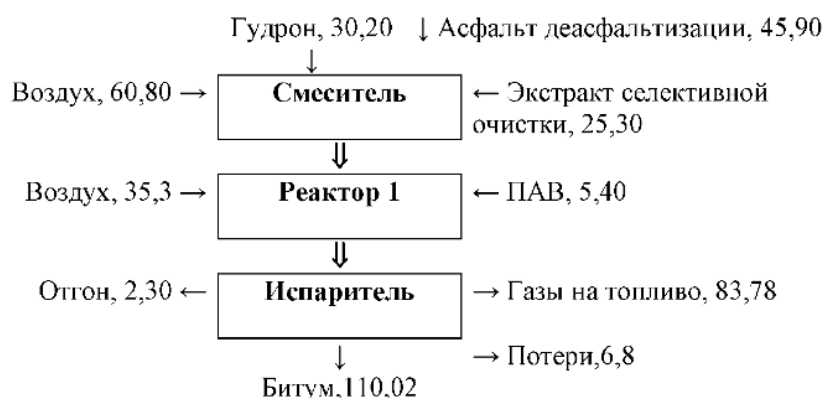 Гудрон, 30,20 ↓ Асфальт деасфальтизации, 45,90
↓
Воздух, 60,80 → Смеситель ← Экстракт селективной
очистки, 25,30
⇓
Воздух, 35,3 → Реактор 1 ← ПАВ, 5,40
⇓
Отгон, 2,30 ← Испаритель → Газы на топливо, 83,78
↓ → Потери,6,8
Битум,110,02